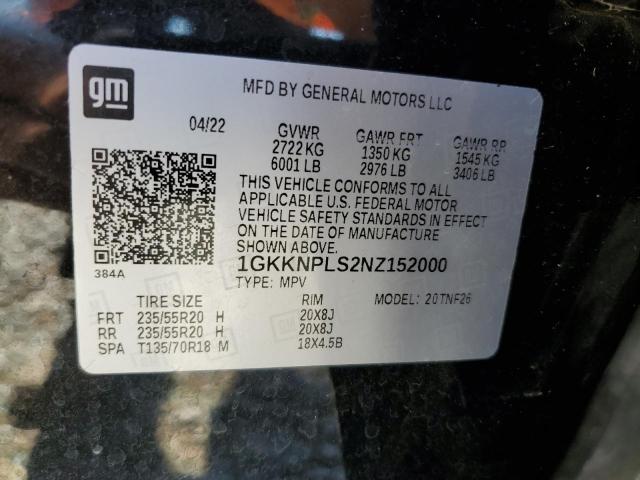 gm
MFD BY GENERAL MOTORS LLC
04/22 GVWR GAWR FRT GAWR RR
2722 KG 1350 KG 1545 KG
6001 LB 2976 LB 3406 LB
THIS VEHICLE CONFORMS TO ALL
APPLICABLE U.S. FEDERAL MOTOR
VEHICLE SAFETY STANDARDS IN EFFECT
ON THE DATE OF MANUFACTURE
SHOWN ABOVE.
384A 1GKKNPLS2NZ152000
TYPE: MPV MODEL: 20TNF26
TIRE SIZE RIM
FRT 235/55R20 H 20X8J
RR 235/55R20 H 20X8J
SPA T135/70R18 M 18X4.5B